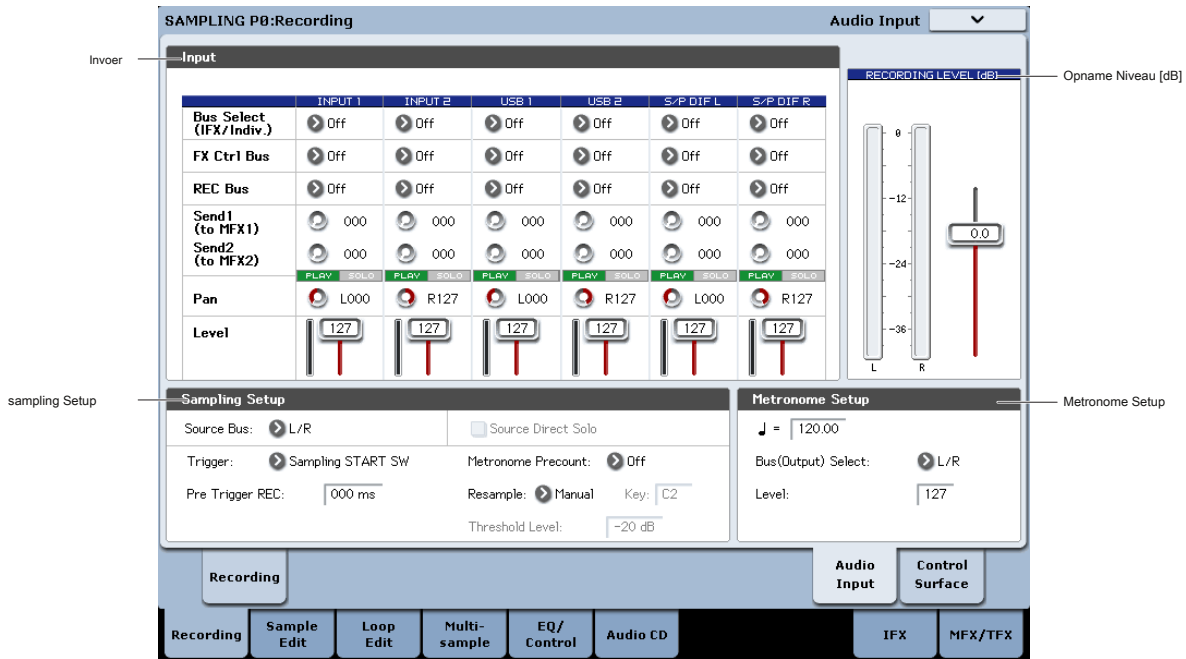 SAMPLING P0:Recording
Audio Input
Invoer
Input
RECORDING LEVEL [dB]
Opname Niveau [dB]
INPUT 1 INPUT 2 USB 1 USB 2 S/P DIF L S/P DIF R
Bus Select
(IFX/Indiv.)
Off Off Off Off Off Off
FX Ctrl Bus Off Off Off Off Off Off
REC Bus Off Off Off Off Off Off
Send1
(to MFX1)
000 000 000 000 000 000
Send2
(to MFX2)
000 000 000 000 000 000
PLAY SOLO PLAY SOLO PLAY SOLO PLAY SOLO PLAY SOLO PLAY SOLO
Pan L000 R127 L000 R127 L000 R127
Level 127 127 127 127 127 127
0
-12
-24
-36
L R
0.0
sampling Setup
Sampling Setup
Metronome Setup
Metronome Setup
Source Bus: L/R
Source Direct Solo
♩ = 120.00
Trigger: Sampling START SW
Metronome Precount: Off
Bus(Output) Select: L/R
Pre Trigger REC: 000 ms
Resample: Manual Key: C2
Level: 127
Threshold Level: -20 dB
Recording
Audio
Input
Control
Surface
Recording
Sample
Edit
Loop
Edit
Multi-
sample
EQ/
Control
Audio CD
IFX
MFX/TFX